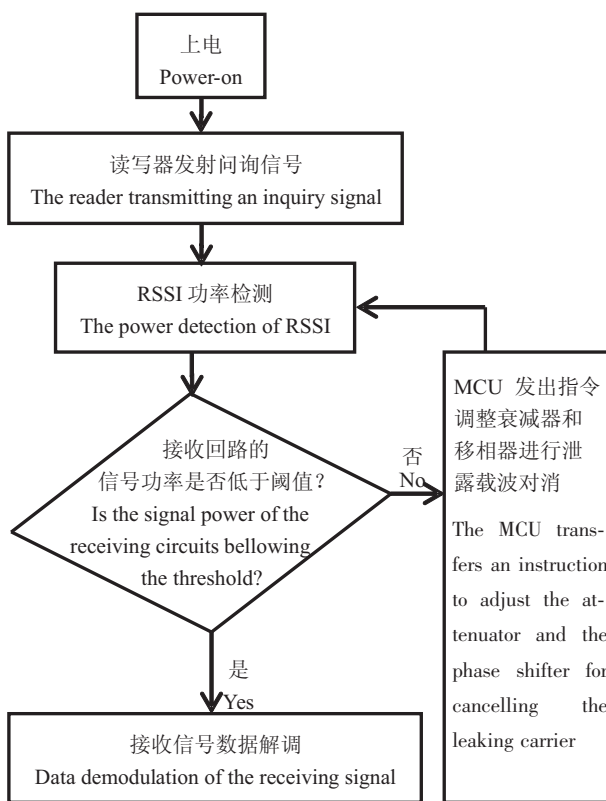 上电
Power-on
读写器发射问询信号
The reader transmitting an inquiry signal
RSSI 功率检测
The power detection of RSSI
接收回路的
信号功率是否低于阈值？
Is the signal power of the
receiving circuits bellowing
the threshold?
否
No
MCU 发出指令
调整衰减器和
移相器进行泄
露载波对消
The MCU trans-
fers an instruction
to adjust the at-
tenuator and the
phase shifter for
cancelling the
leaking carrier
是
Yes
接收信号数据解调
Data demodulation of the receiving signal